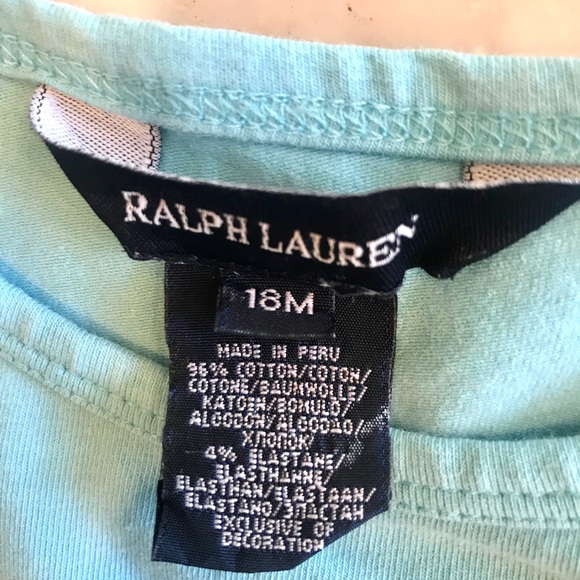 RALPH LAUREN
18M
MADE IN PERU
96% COTTON/COTON/
COTONE/BAUMWOLLE/
KATOEN/BOMULD/
ALGODON/ALGODAO/
ХЛОПОК/
4% ELASTANE/
ELASTHANNE/
ELASTHAN/ELASTAAN/
ELASTANO/ЭЛАСТАН
EXCLUSIVE OF
DECORATION